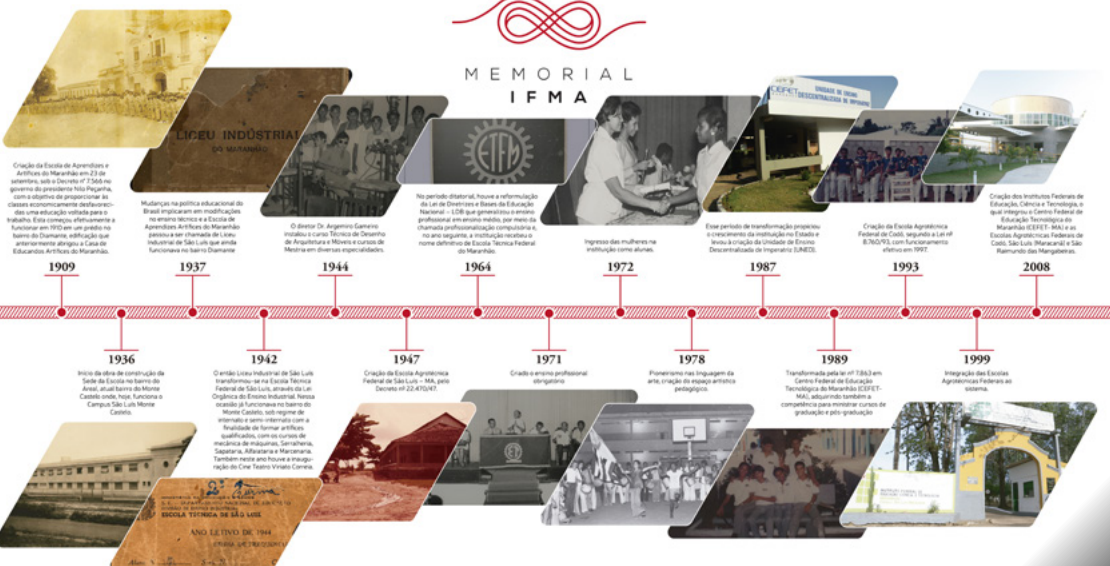 MEMORIAL
IFMA
LICEU INDUSTRIAL
DO MARANHÃO
ETEM
CEFET
UNIDADE DE ENSINO
DESCENTRALIZADA DE IMPERATRIZ
Criação da Escola de Aprendizes e
Artífices do Maranhão em 23 de
setembro, sob o Decreto nº 7.566 no
governo do presidente Nilo Peçanha,
com o objetivo de proporcionar às
classes economicamente desfavoreci-
das uma educação voltada para o
trabalho. Esta começou efetivamente a
funcionar em 1910 em um prédio no
bairro do Diamante, edificação que
anteriormente abrigou a Casa de
Educandos Artífices do Maranhão.
1909
Mudanças na política educacional do
Brasil implicaram em modificações
no ensino técnico e a Escola de
Aprendizes Artífices do Maranhão
passou a ser chamada de Liceu
Industrial de São Luís que ainda
funcionava no bairro Diamante
1937
O diretor Dr. Argemiro Gameiro
instalou o curso Técnico de Desenho
de Arquitetura e Móveis e cursos de
Mestria em diversas especialidades.
1944
No período ditatorial, houve a reformulação
da Lei de Diretrizes e Bases da Educação
Nacional – LDB que generalizou o ensino
profissional em ensino médio, por meio da
chamada profissionalização compulsória e,
no ano seguinte, a instituição recebeu o
nome definitivo de Escola Técnica Federal
do Maranhão.
1964
Ingresso das mulheres na
instituição como alunas.
1972
Esse período de transformação propiciou
o crescimento da instituição no Estado e
levou à criação da Unidade de Ensino
Descentralizada de Imperatriz (UNED).
1987
Criação da Escola Agrotécnica
Federal de Codó, segundo a Lei nº
8.760/93, com funcionamento
efetivo em 1997.
1993
Criação dos Institutos Federais de
Educação, Ciência e Tecnologia, o
qual integrou o Centro Federal de
Educação Tecnológica do
Maranhão (CEFET- MA) e as
Escolas Agrotécnicas Federais de
Codó, São Luís (Maracanã) e São
Raimundo das Mangabeiras.
2008
1936
Início da obra de construção da
Sede da Escola no bairro do
Areal, atual bairro do Monte
Castelo onde, hoje, funciona o
Campus São Luís Monte
Castelo.
1942
O então Liceu Industrial de São Luís
transformou-se na Escola Técnica
Federal de São Luís, através da Lei
Orgânica do Ensino Industrial. Nessa
ocasião já funcionava no bairro do
Monte Castelo, sob regime de
internato e semi-internato com a
finalidade de formar artífices
qualificados, com os cursos de
mecânica de máquinas, Serralheria,
Sapataria, Alfaiataria e Marcenaria.
Também neste ano houve a inaugu-
ração do Cine Teatro Viriato Correia.
1947
Criação da Escola Agrotécnica
Federal de São Luís – MA, pelo
Decreto nº 22.470/47.
1971
Criado o ensino profissional
obrigatório
1978
Pioneirismo nas linguagem da
arte, criação do espaço artístico
pedagógico.
1989
Transformada pela lei nº 7.863 em
Centro Federal de Educação
Tecnológica do Maranhão (CEFET-
MA), adquirindo também a
competência para ministrar cursos de
graduação e pós-graduação
1999
Integração das Escolas
Agrotécnicas Federais ao
sistema.
2ª Turma
ESCOLA TÉCNICA DE SÃO LUÍS
ANO LETIVO DE 1944